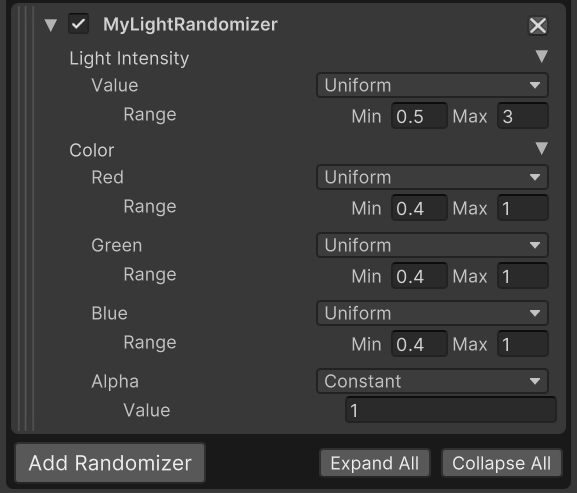 MyLightRandomizer
Light Intensity
Value Uniform
Range Min 0.5 Max 3
Color
Red Uniform
Range Min 0.4 Max 1
Green Uniform
Range Min 0.4 Max 1
Blue Uniform
Range Min 0.4 Max 1
Alpha Constant
Value 1
Add Randomizer Expand All Collapse All